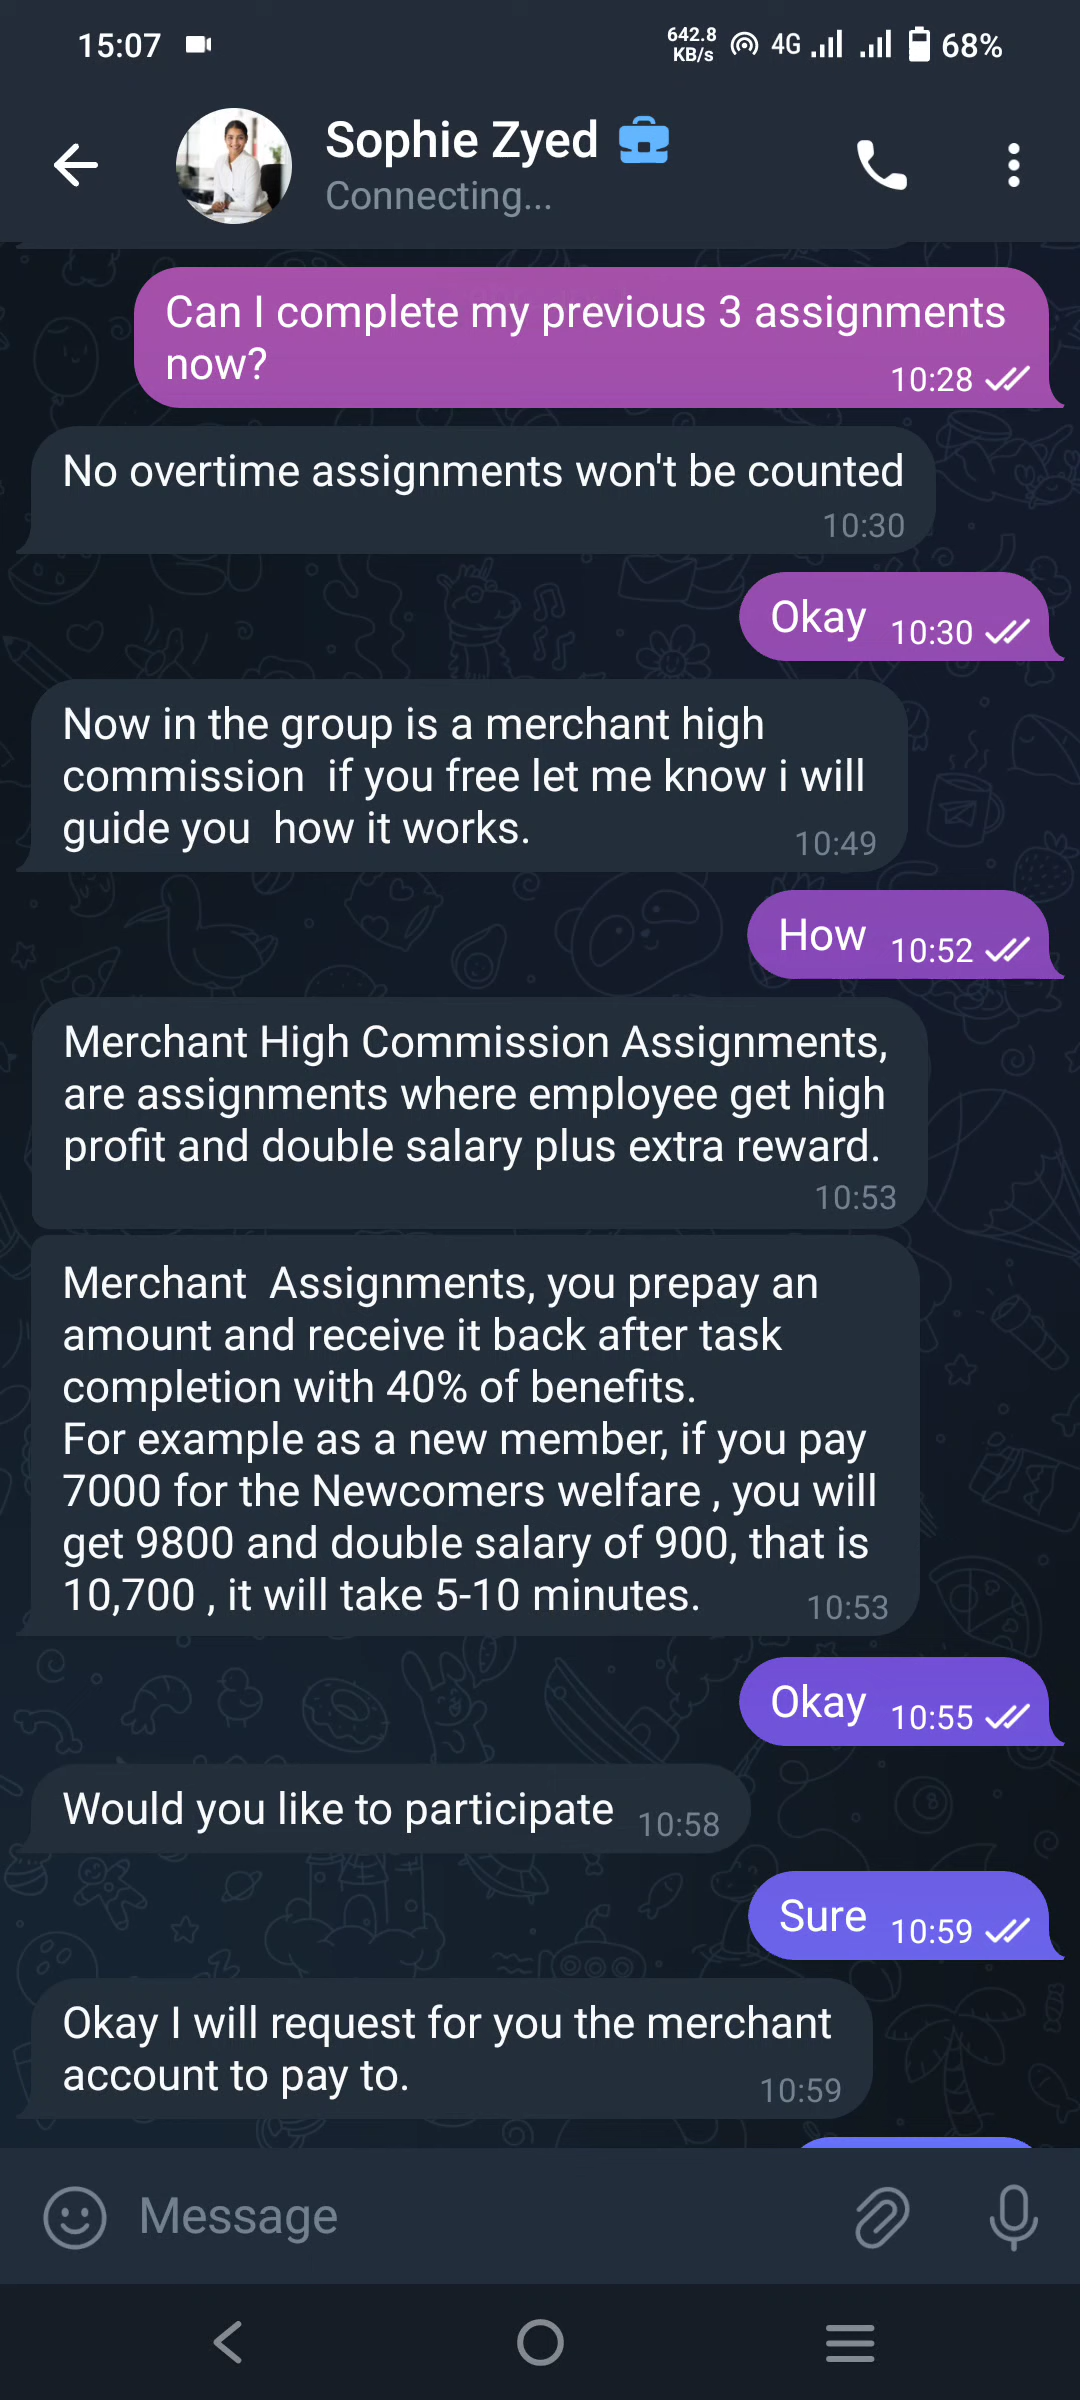 15:07
642.8
KB/s
4G
68%
Sophie Zyed
Connecting...
Can I complete my previous 3 assignments
now?
10:28
No overtime assignments won't be counted
10:30
Okay 10:30
Now in the group is a merchant high
commission  if you free let me know i will
guide you  how it works.
10:49
How 10:52
Merchant High Commission Assignments,
are assignments where employee get high
profit and double salary plus extra reward.
10:53
Merchant  Assignments, you prepay an
amount and receive it back after task
completion with 40% of benefits.
For example as a new member, if you pay
7000 for the Newcomers welfare , you will
get 9800 and double salary of 900, that is
10,700 , it will take 5-10 minutes.
10:53
Okay 10:55
Would you like to participate 10:58
Sure 10:59
Okay I will request for you the merchant
account to pay to.
10:59
Message